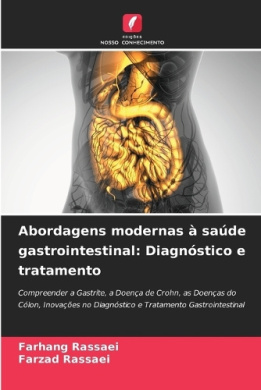 edições
NOSSO CONHECIMENTO
Abordagens modernas à saúde
gastrointestinal: Diagnóstico e
tratamento
Compreender a Gastrite, a Doença de Crohn, as Doenças do
Cólon, Inovações no Diagnóstico e Tratamento Gastrointestinal
Farhang Rassaei
Farzad Rassaei